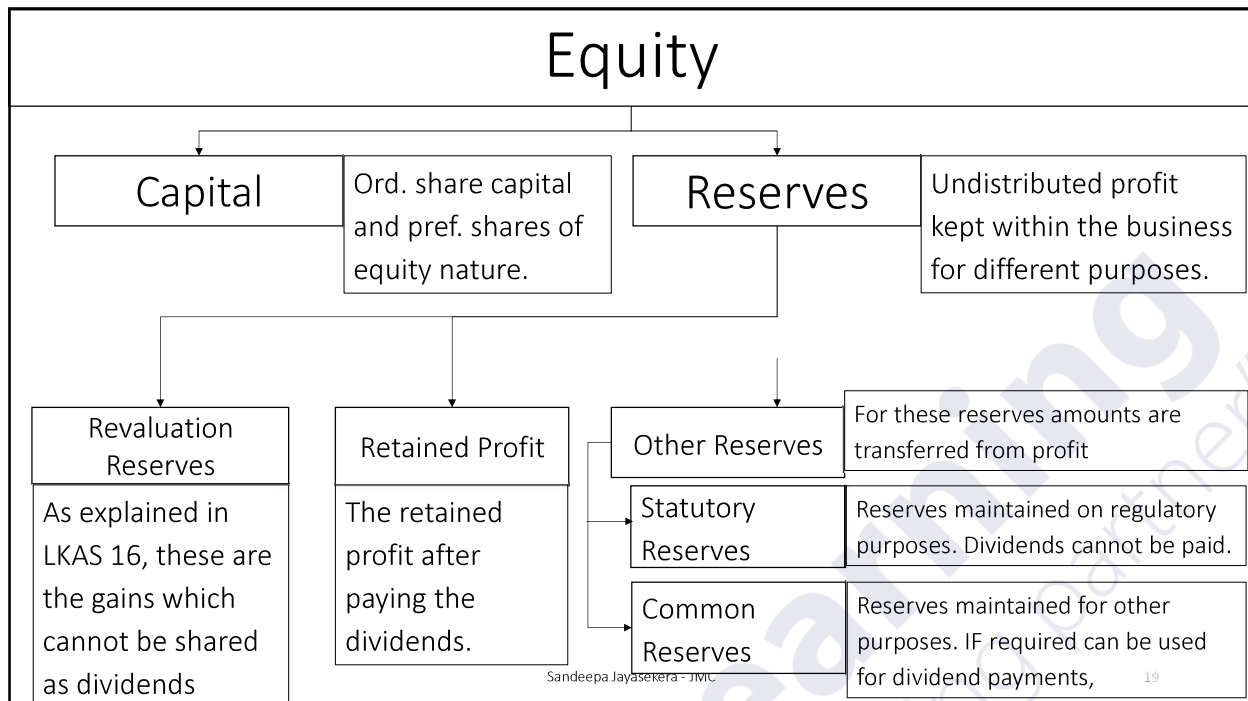 Equity
Capital
Ord. share capital
and pref. shares of
equity nature.
Reserves
Undistributed profit
kept within the business
for different purposes.
Revaluation
Reserves
As explained in
LKAS 16, these are
the gains which
cannot be shared
as dividends
Retained Profit
The retained
profit after
paying the
dividends.
Other Reserves
For these reserves amounts are
transferred from profit
Statutory
Reserves
Reserves maintained on regulatory
purposes. Dividends cannot be paid.
Common
Reserves
Reserves maintained for other
purposes. IF required can be used
for dividend payments,
Sandeepa Jayasekera - JMC
19
earning
ng partner